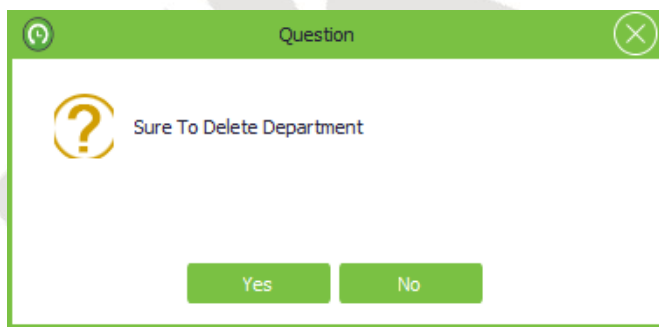 Question
Sure To Delete Department
Yes No